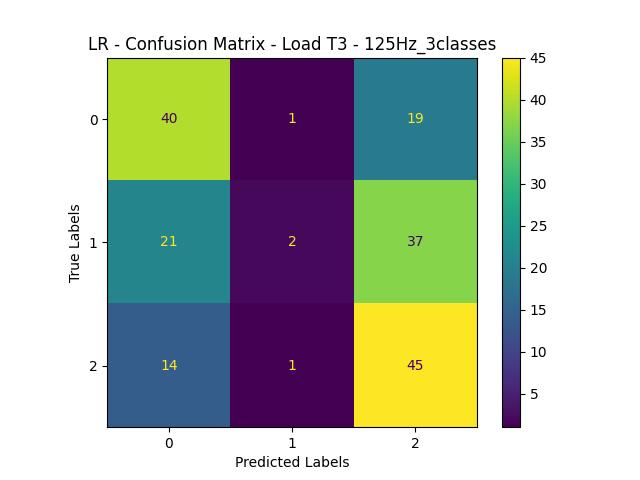 LR - Confusion Matrix - Load T3 - 125Hz_3classes
True Labels
0
1
2
40 1 19
21 2 37
14 1 45
0 1 2
Predicted Labels
45
40
35
30
25
20
15
10
5